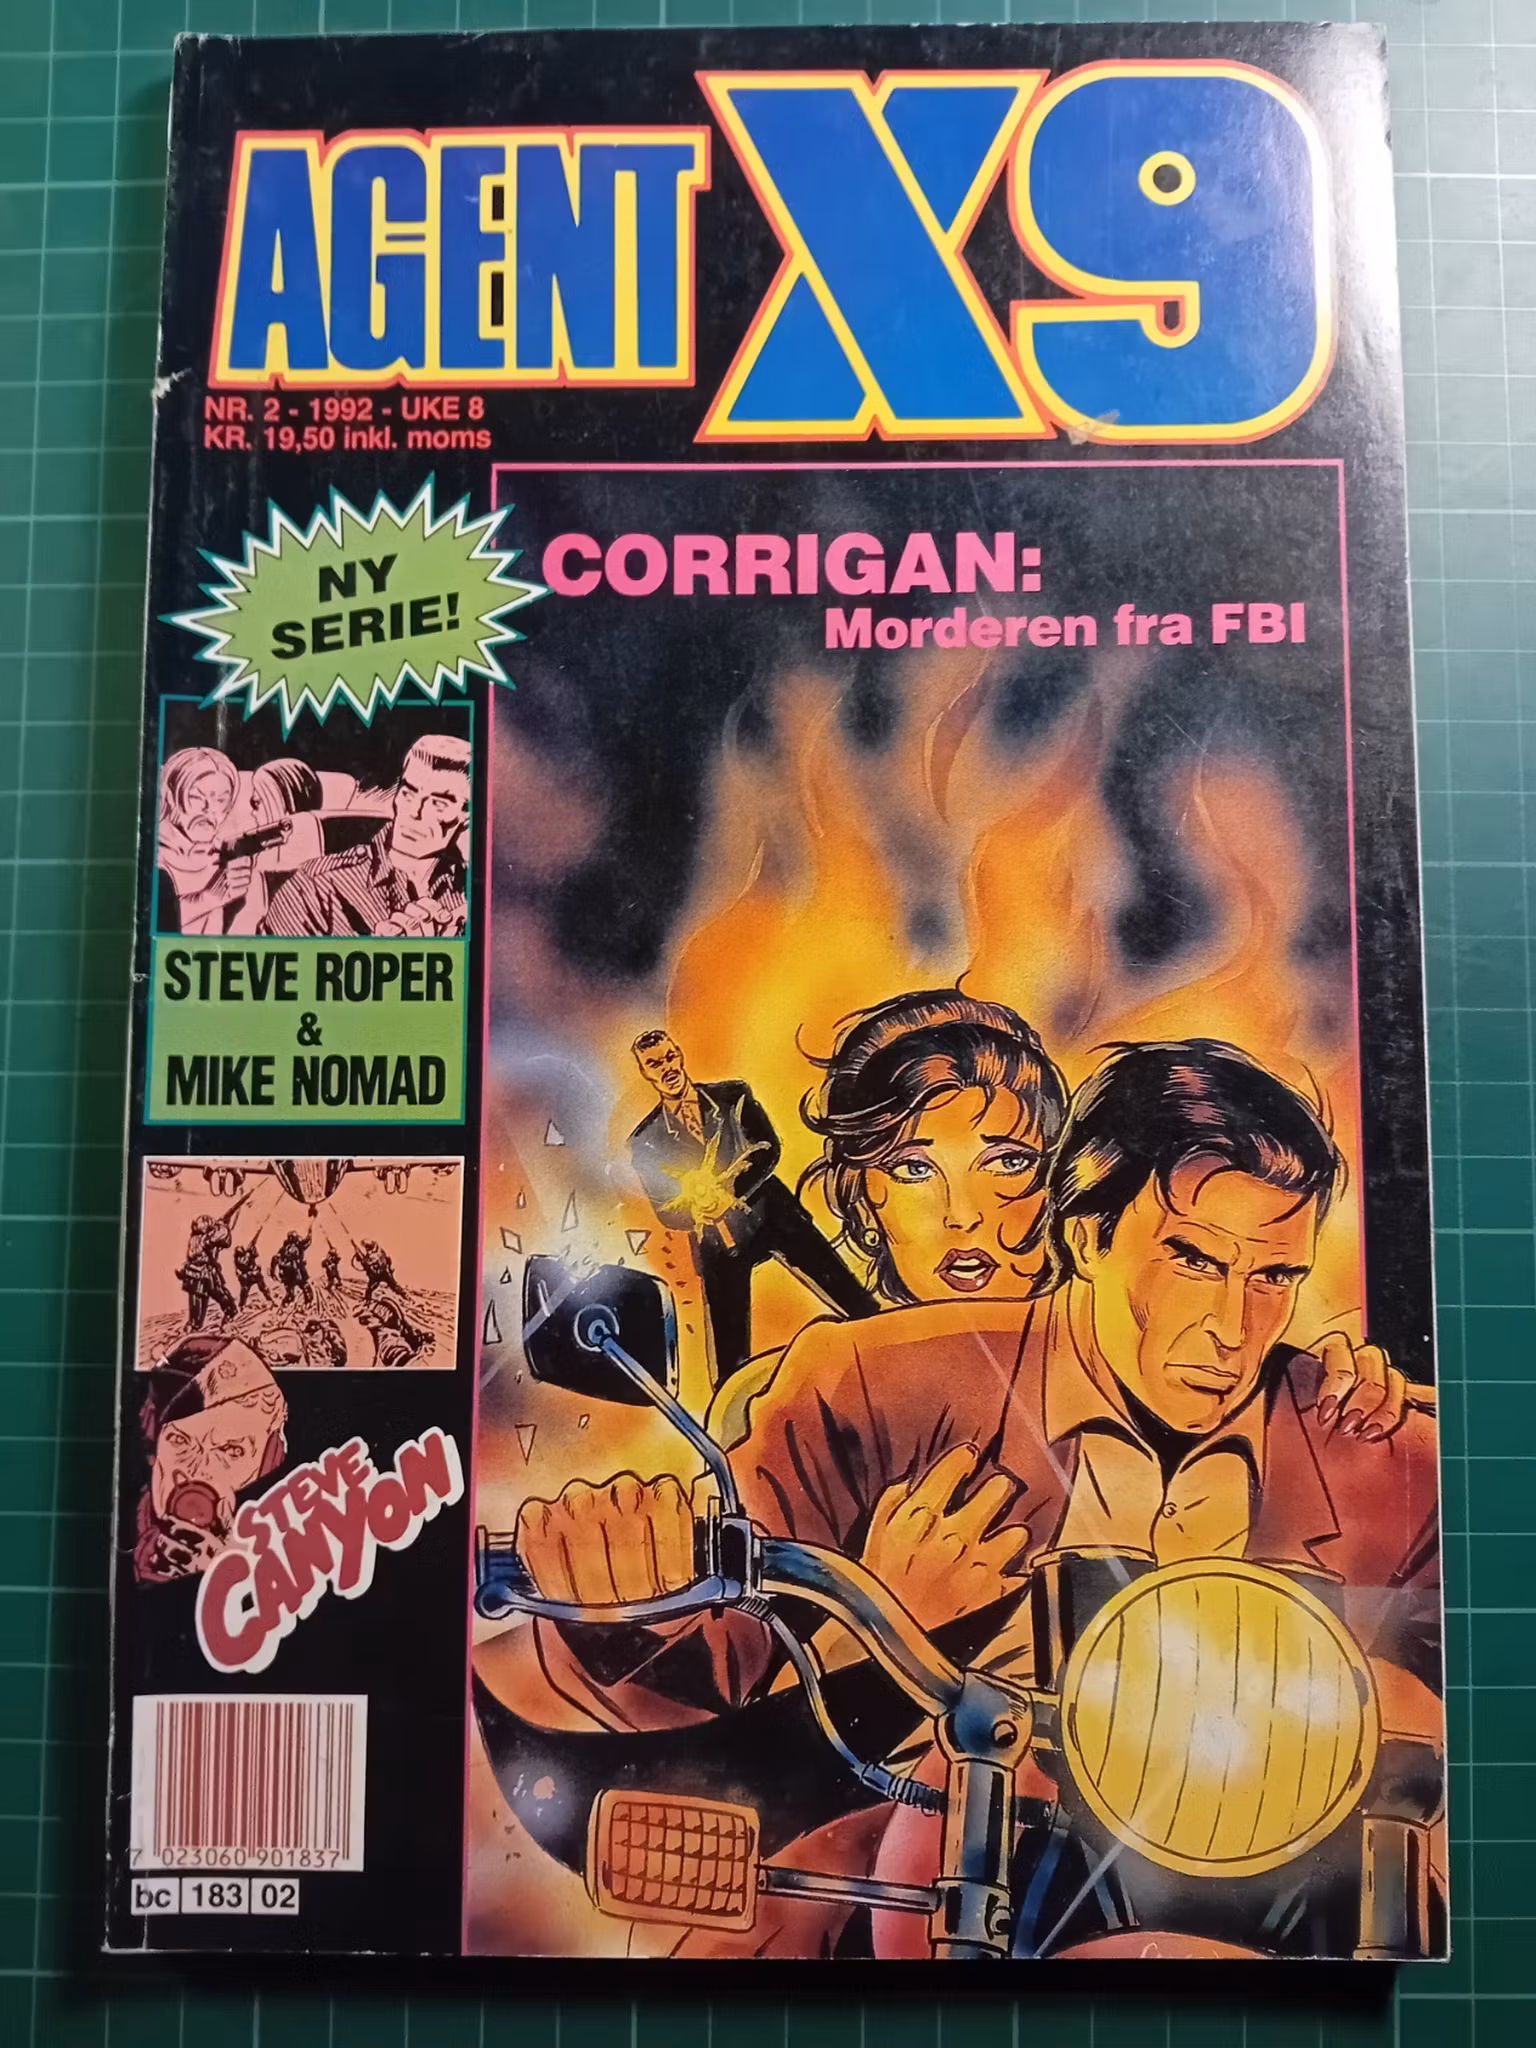 AGENT X9
NR. 2 - 1992 - UKE 8
KR. 19,50 inkl. moms
NY
SERIE!
CORRIGAN:
Morderen fra FBI
STEVE ROPER
&
MIKE NOMAD
STEVE
CANYON
7 023060 901837
bc 183 02